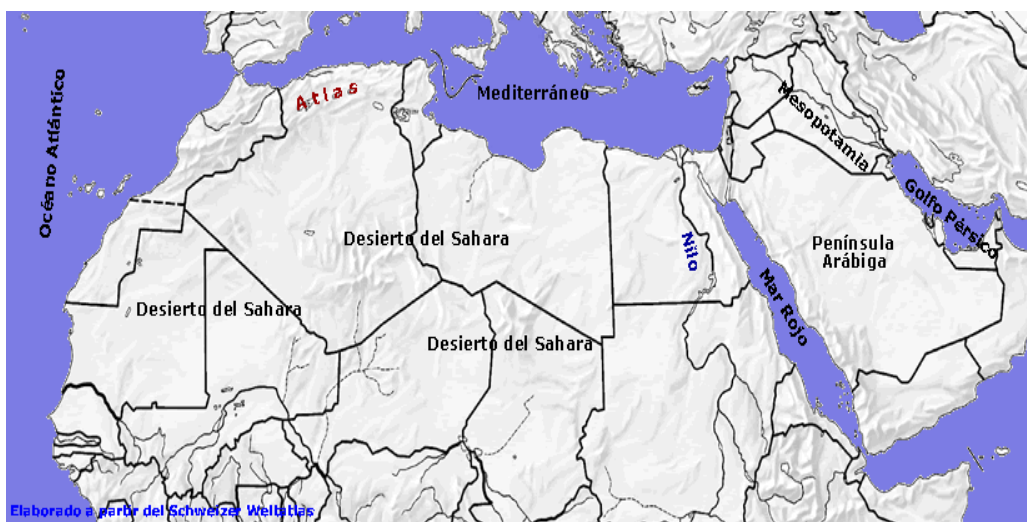 Océano Atlántico
Atlas
Mediterráneo
Mesopotamia
Golfo Pérsico
Desierto del Sahara
Nilo
Península
Arábiga
Mar Rojo
Desierto del Sahara
Desierto del Sahara
Elaborado a partir del Schweizer Weltatlas